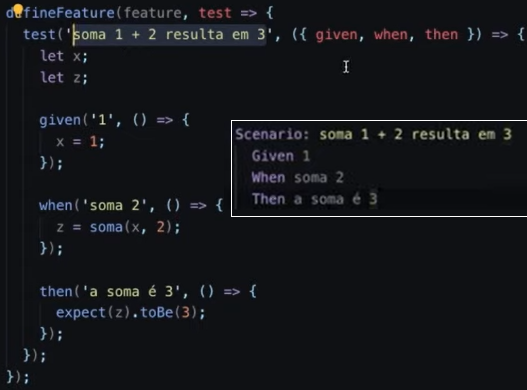 defineFeature(feature, test => {
test('soma 1 + 2 resulta em 3', ({ given, when, then }) => {
let x;
let z;
given('1', () => {
x = 1;
});
when('soma 2', () => {
z = soma(x, 2);
});
then('a soma é 3', () => {
expect(z).toBe(3);
});
});
});
Scenario: soma 1 + 2 resulta em 3
Given 1
When soma 2
Then a soma é 3